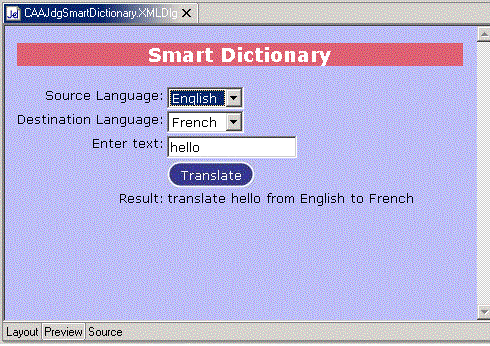 CAAJdgSmartDictionary.XMLDlg
Smart Dictionary
Source Language: English
Destination Language: French
Enter text: hello
Translate
Result: translate hello from English to French
Layout Preview Source